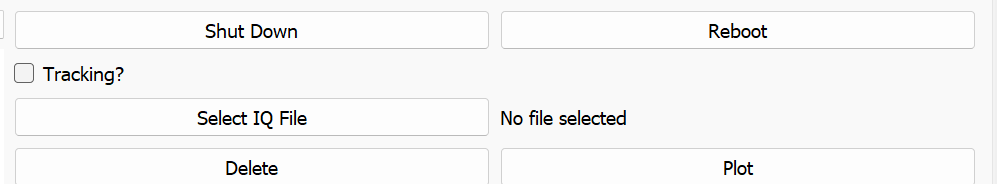 Shut Down
Reboot
Tracking?
Select IQ File
No file selected
Delete
Plot